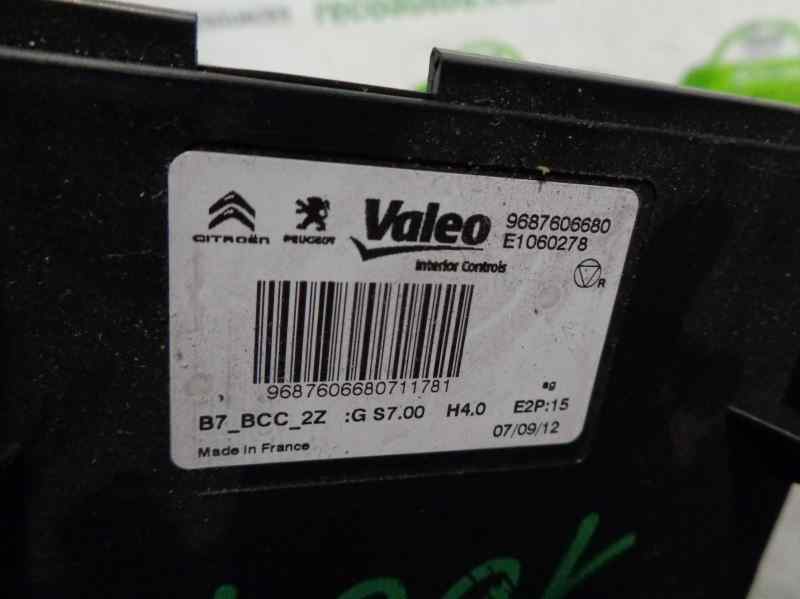 CITROËN PEUGEOT Valeo 9687606680
E1060278
Interior Controls
R
9687606680711781
ag
B7_BCC_2Z :G S7.00 H4.0 E2P:15
07/09/12
Made in France